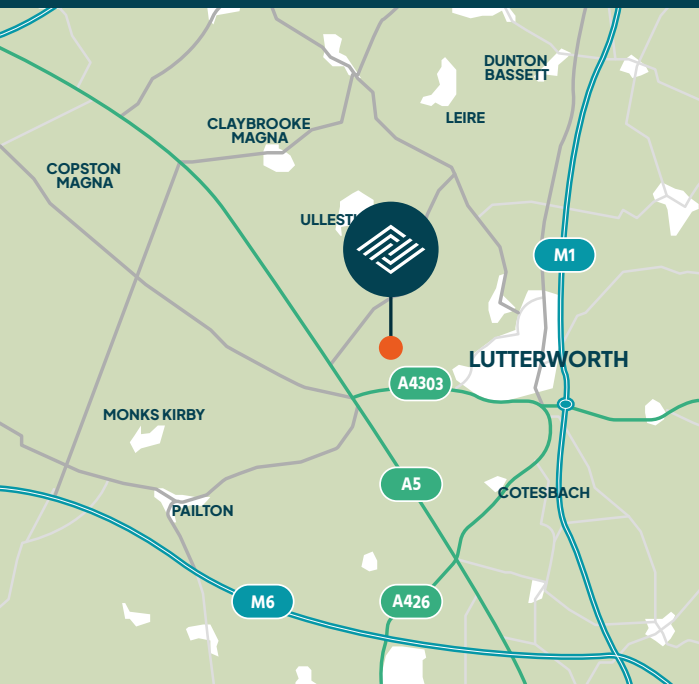 DUNTON
BASSETT
LEIRE
CLAYBROOKE
MAGNA
COPSTON
MAGNA
M1
LUTTERWORTH
A4303
MONKS KIRBY
A5
COTESBACH
PAILTON
M6
A426